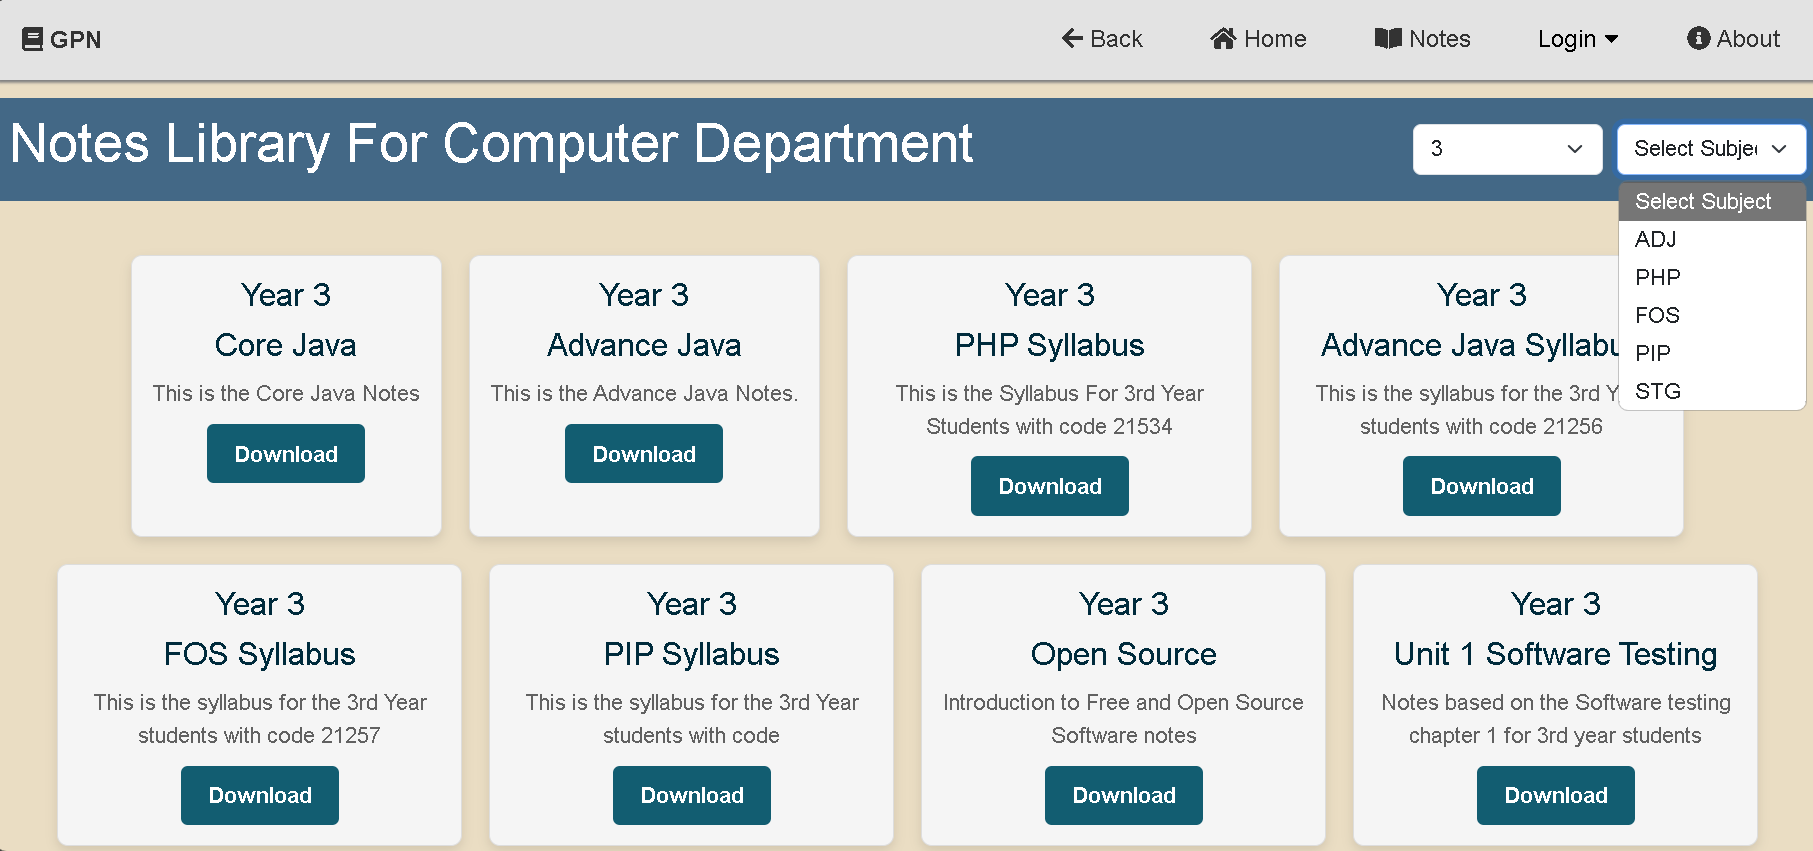 GPN
Back
Home
Notes
Login
About
Notes Library For Computer Department
3
Select Subje
Select Subject
ADJ
PHP
FOS
PIP
STG
Year 3
Core Java
This is the Core Java Notes
Download
Year 3
Advance Java
This is the Advance Java Notes.
Download
Year 3
PHP Syllabus
This is the Syllabus For 3rd Year
Students with code 21534
Download
Year 3
Advance Java Syllabu
This is the syllabus for the 3rd Y
students with code 21256
Download
Year 3
FOS Syllabus
This is the syllabus for the 3rd Year
students with code 21257
Download
Year 3
PIP Syllabus
This is the syllabus for the 3rd Year
students with code
Download
Year 3
Open Source
Introduction to Free and Open Source
Software notes
Download
Year 3
Unit 1 Software Testing
Notes based on the Software testing
chapter 1 for 3rd year students
Download